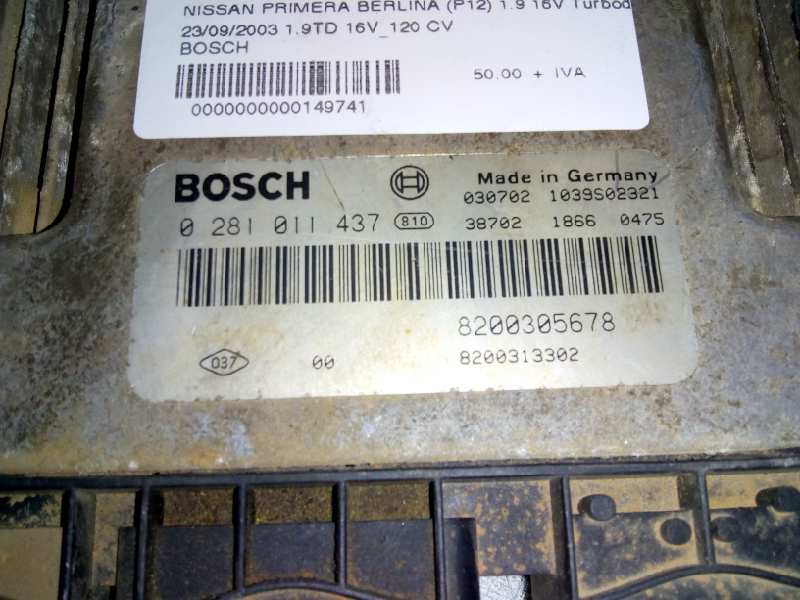 NISSAN PRIMERA BERLINA (P12) 1.9 16V Turbod
23/09/2003 1.9TD 16V_120 CV
BOSCH
50.00 + IVA
0000000000149741
BOSCH Made in Germany
030702 1039S02321
0 281 011 437 810 38702 1866 0475
8200305678
037 00 8200313302